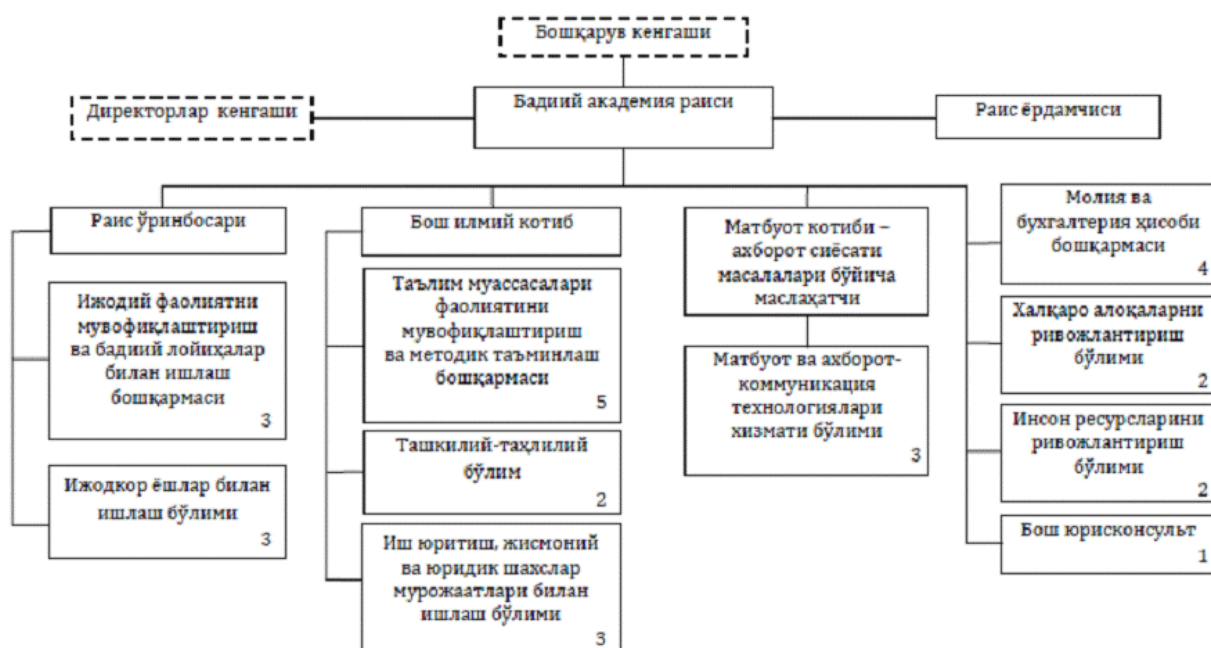 Бошқарув кенгаши
Директорлар кенгаши
Бадиий академия раиси
Раис ёрдамчиси
Раис ўринбосари
Ижодий фаолиятни
мувофиқлаштириш
ва бадиий лойиҳалар
билан ишлаш
бошқармаси
3
Ижодкор ёшлар билан
ишлаш бўлими
3
Бош илмий котиб
Таълим муассасалари
фаолиятини
мувофиқлаштириш
ва методик таъминлаш
бошқармаси
5
Ташкилий-таҳлилий
бўлим
2
Иш юритиш, жисмоний
ва юридик шахслар
мурожаатлари билан
ишлаш бўлими
3
Матбуот котиби –
ахборот сиёсати
масалалари бўйича
маслаҳатчи
Матбуот ва ахборот-
коммуникация
технологиялари
хизмати бўлими
3
Молия ва
бухгалтерия ҳисоби
бошқармаси
4
Халқаро алоқаларни
ривожлантириш
бўлими
2
Инсон ресурсларини
ривожлантириш
бўлими
2
Бош юрисконсульт
1